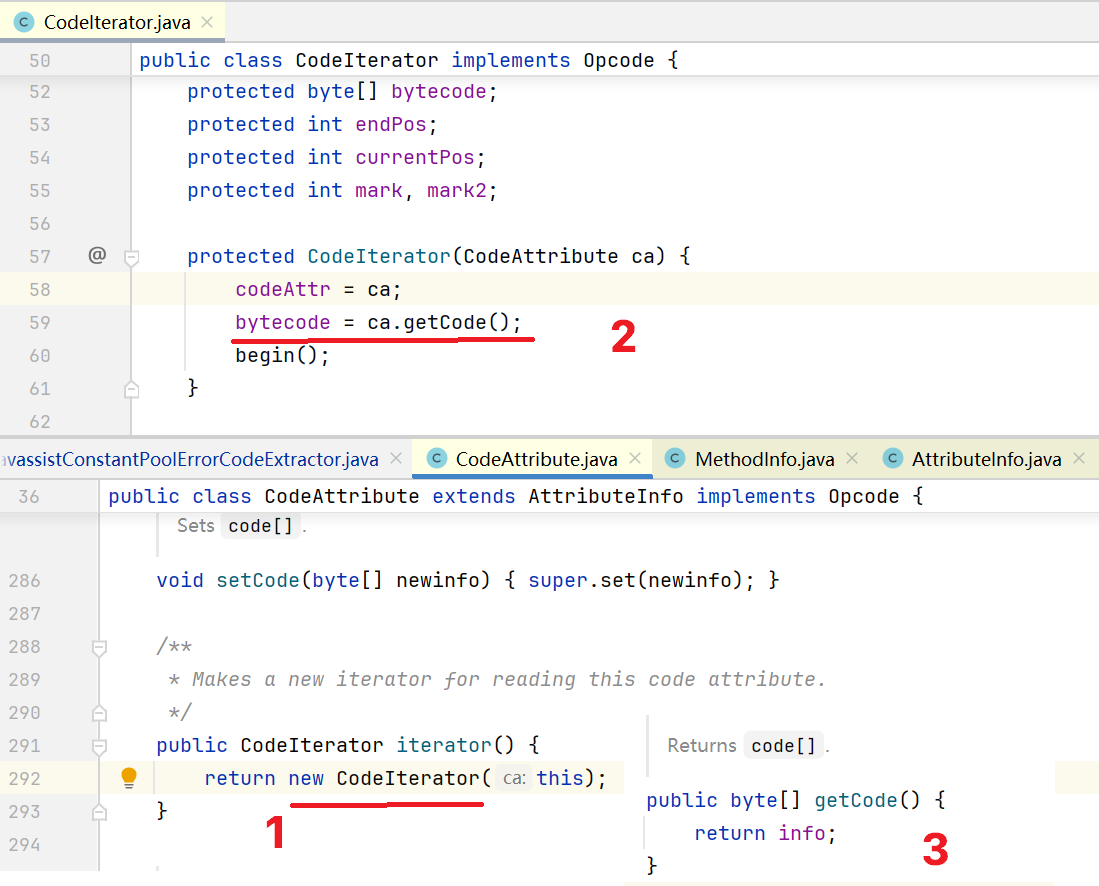 CodeIterator.java
50 public class CodeIterator implements Opcode {
52 protected byte[] bytecode;
53 protected int endPos;
54 protected int currentPos;
55 protected int mark, mark2;
56
57 @ protected CodeIterator(CodeAttribute ca) {
58 codeAttr = ca;
59 bytecode = ca.getCode();
2
60 begin();
61 }
62
avassistConstantPoolErrorCodeExtractor.java CodeAttribute.java MethodInfo.java AttributeInfo.java
36 public class CodeAttribute extends AttributeInfo implements Opcode {
Sets code[].
286 void setCode(byte[] newinfo) { super.set(newinfo); }
287
288 /**
289 * Makes a new iterator for reading this code attribute.
290 */
291 public CodeIterator iterator() {
292 return new CodeIterator( ca: this);
293 }
1
294
Returns code[].
public byte[] getCode() {
return info;
3
}